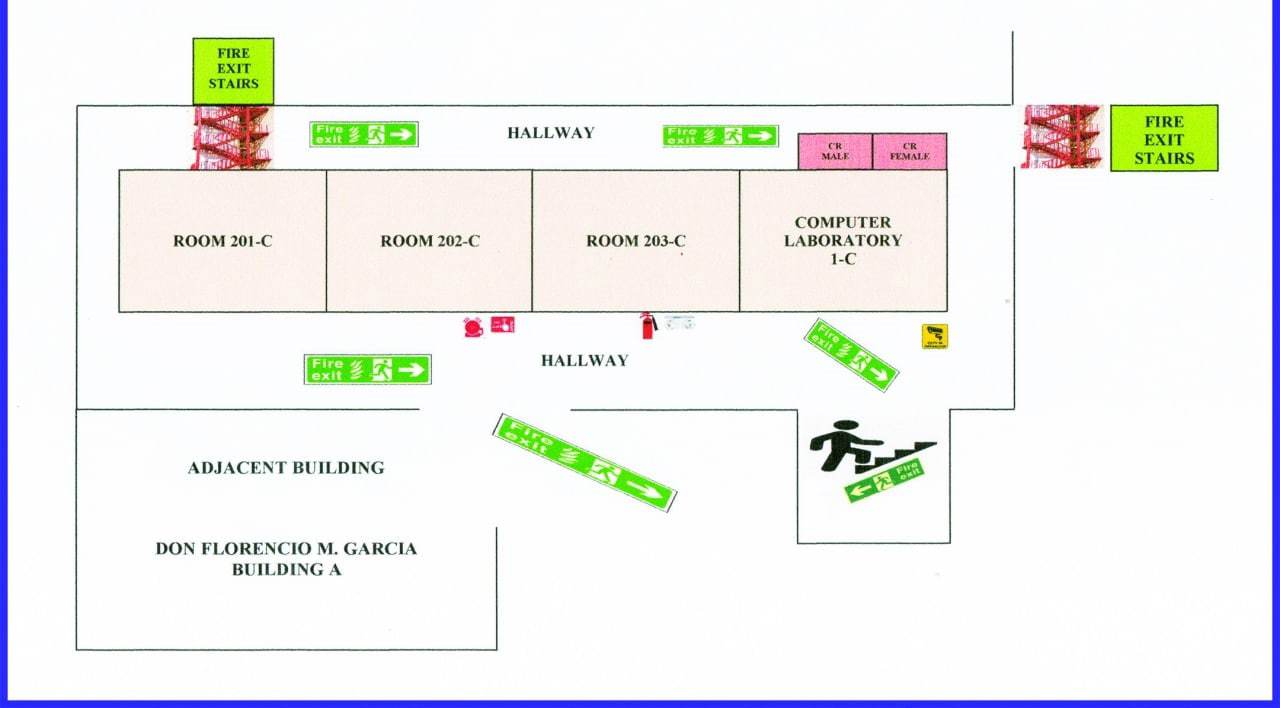 FIRE
EXIT
STAIRS
Fire
exit
HALLWAY
Fire
exit
CR
MALE
CR
FEMALE
FIRE
EXIT
STAIRS
ROOM 201-C
ROOM 202-C
ROOM 203-C
COMPUTER
LABORATORY
1-C
Fire
exit
HALLWAY
Fire
exit
Fire
exit
Fire
exit
ADJACENT BUILDING
DON FLORENCIO M. GARCIA
BUILDING A